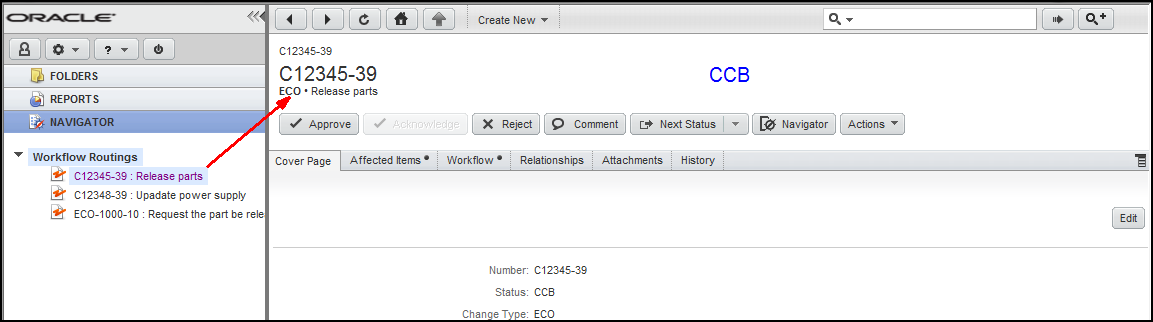 ORACLE
Create New
FOLDERS
REPORTS
NAVIGATOR
Workflow Routings
C12345-39 : Release parts
C12348-39 : Upadate power supply
ECO-1000-10 : Request the part be rele
C12345-39
C12345-39
CCB
ECO • Release parts
Approve Acknowledge Reject Comment Next Status Navigator Actions
Cover Page Affected Items • Workflow • Relationships Attachments History
Edit
Number: C12345-39
Status: CCB
Change Type: ECO